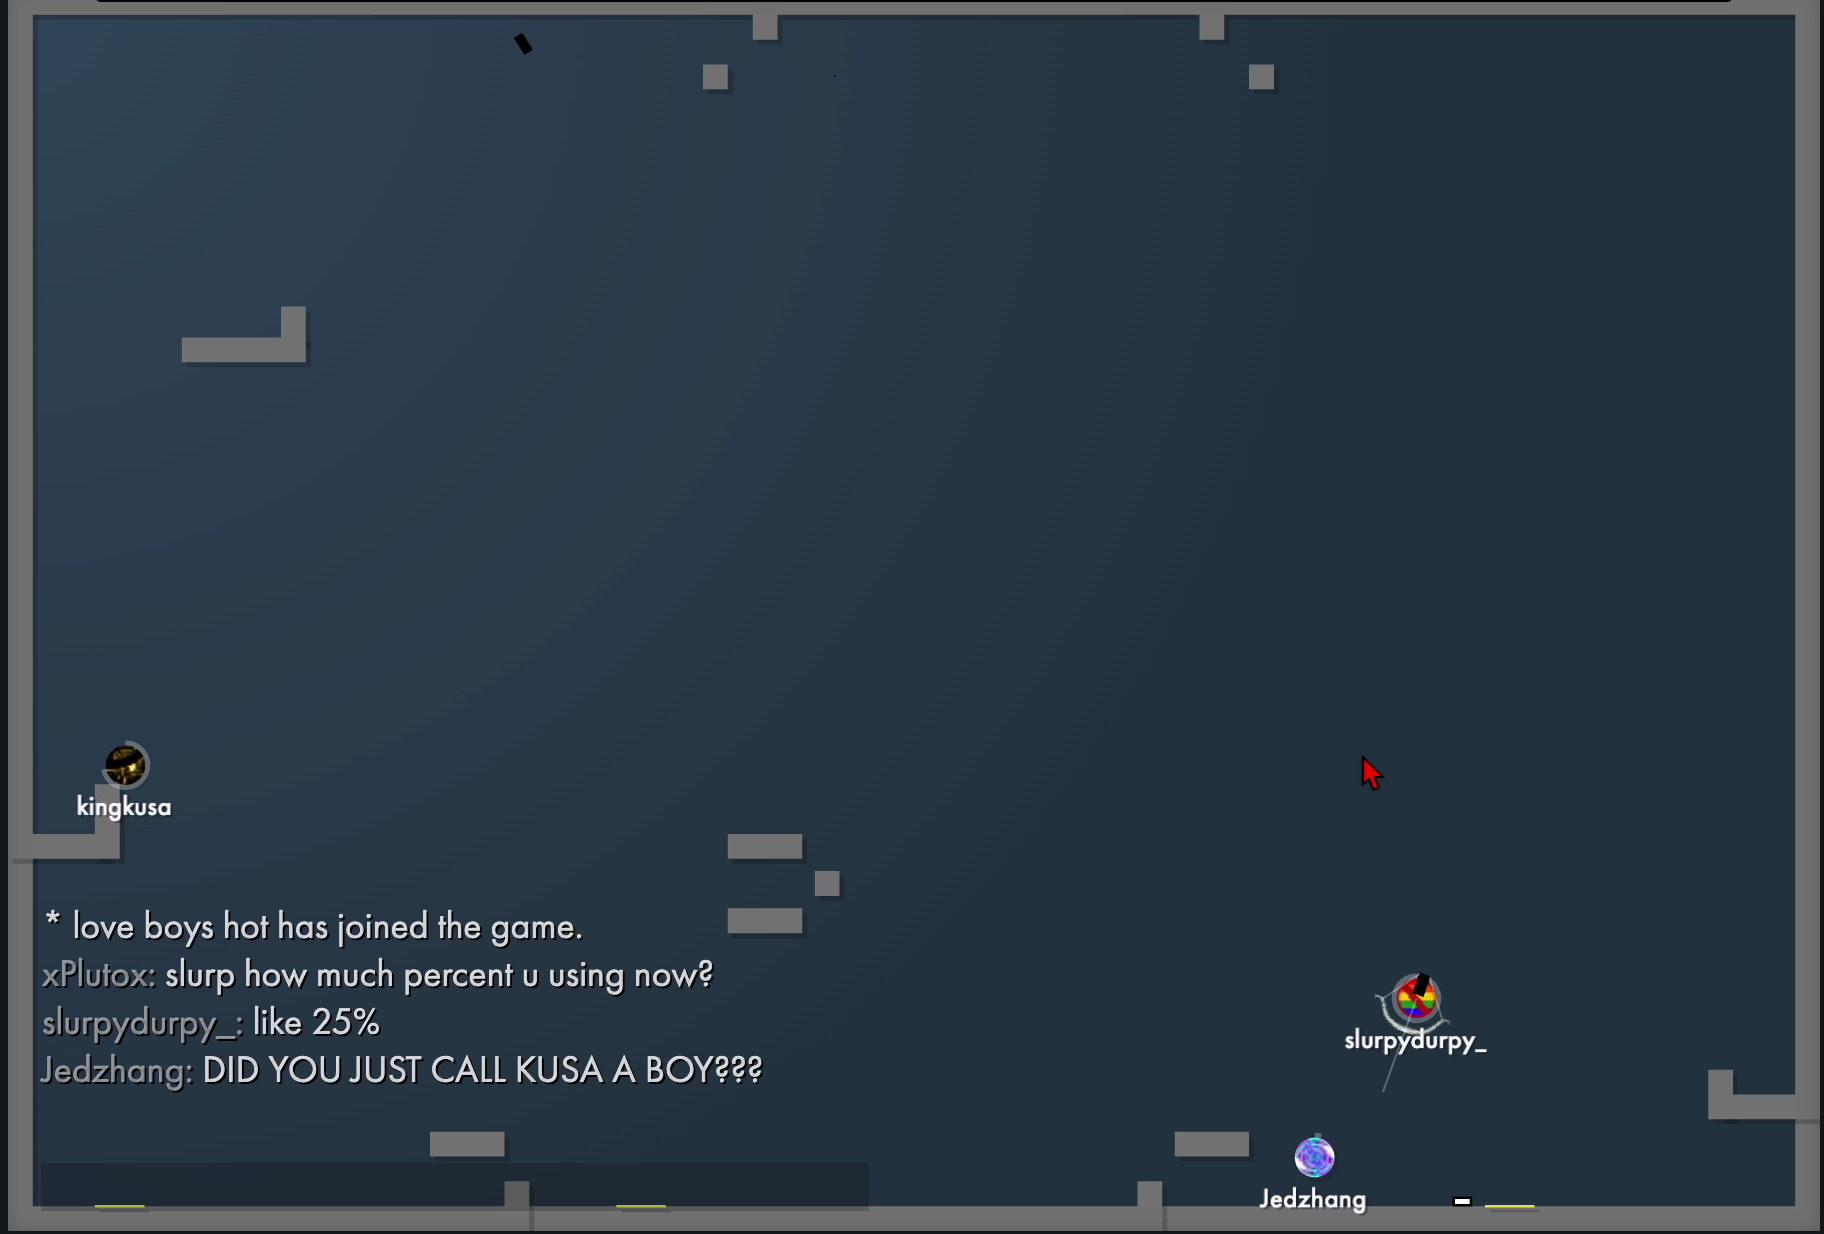 kingkusa
* love boys hot has joined the game.
xPlutox: slurp how much percent u using now?
slurpydurpy_: like 25%
slurpydurpy_
Jedzhang: DID YOU JUST CALL KUSA A BOY???
Jedzhang